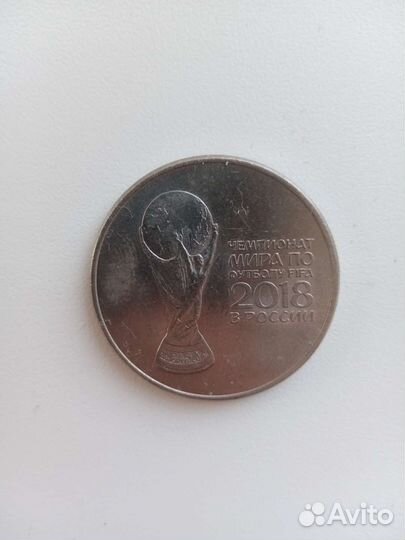 ЧЕМПИОНАТ
МИРА ПО
ФУТБОЛУ FIFA
2018
В РОССИИ
Avito